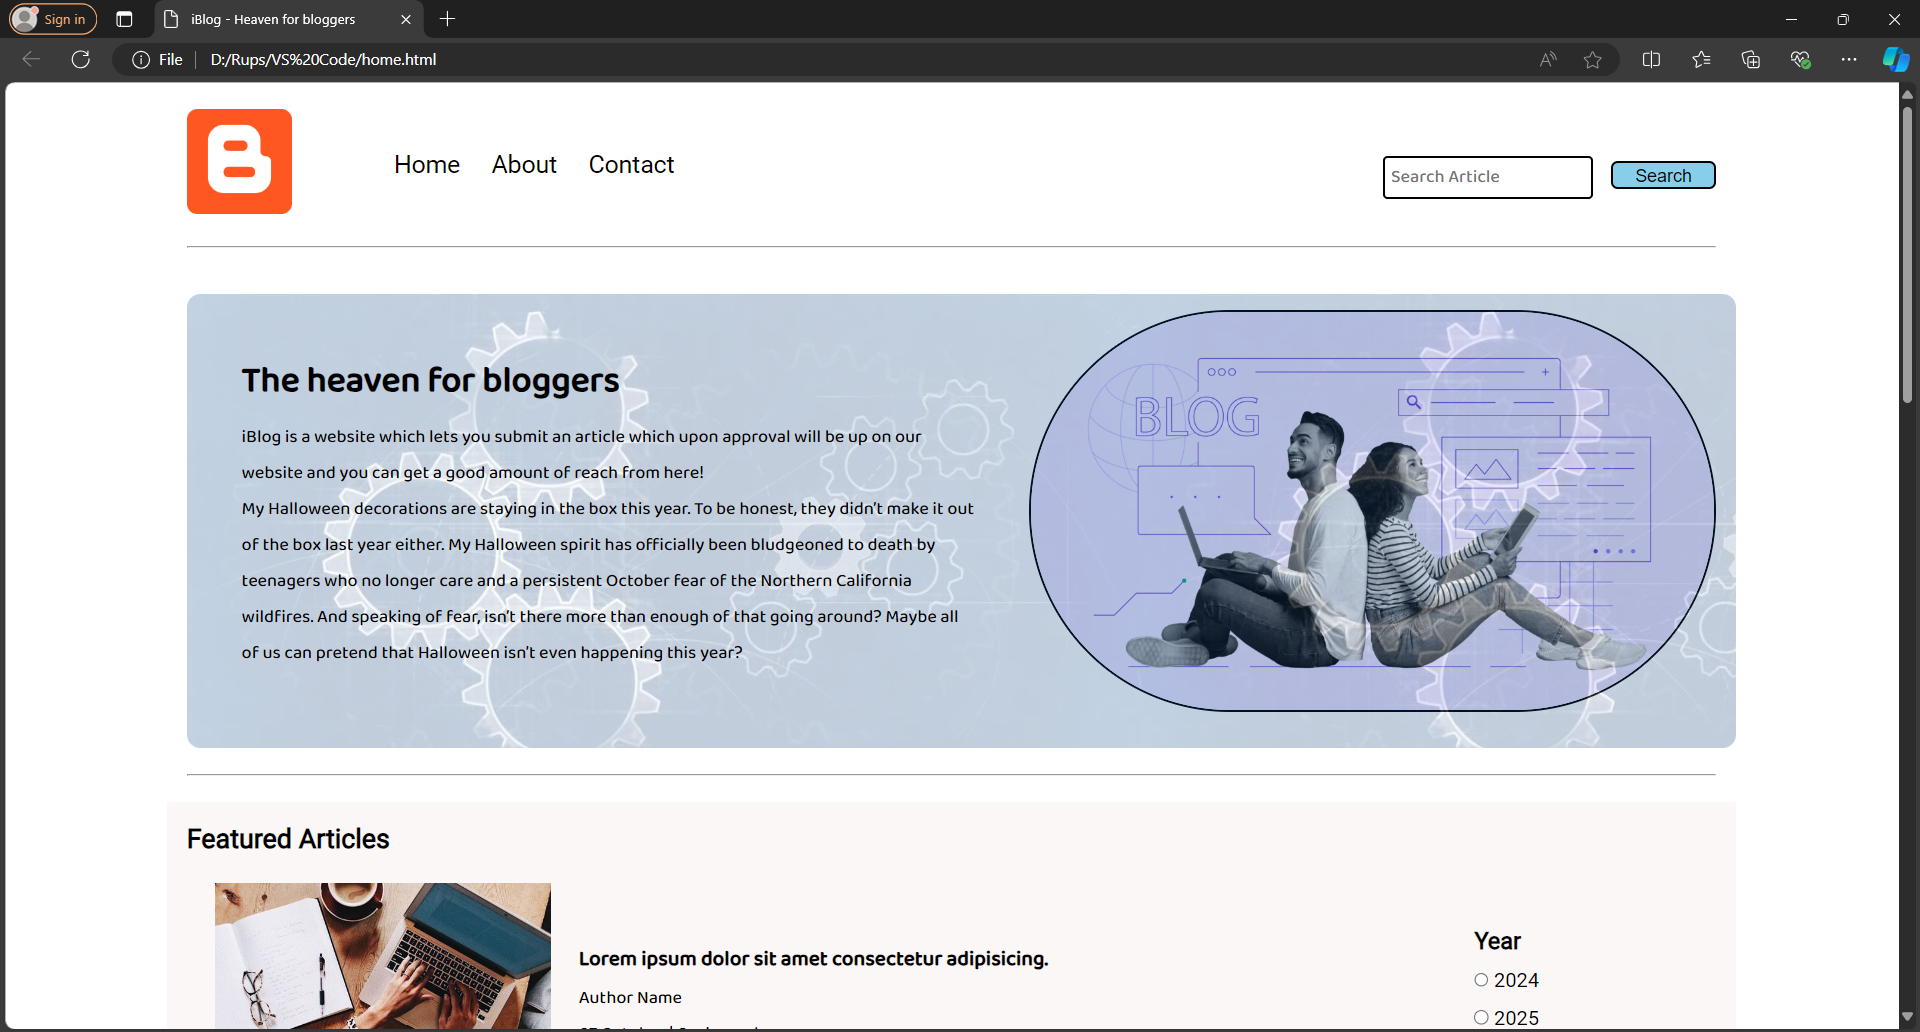 Sign in
iBlog - Heaven for bloggers
File
D:/Rups/VS%20Code/home.html
Home About Contact
Search Article
Search
The heaven for bloggers
iBlog is a website which lets you submit an article which upon approval will be up on our
website and you can get a good amount of reach from here!
My Halloween decorations are staying in the box this year. To be honest, they didn't make it out
of the box last year either. My Halloween spirit has officially been bludgeoned to death by
teenagers who no longer care and a persistent October fear of the Northern California
wildfires. And speaking of fear, isn't there more than enough of that going around? Maybe all
of us can pretend that Halloween isn't even happening this year?
BLOG
Featured Articles
Lorem ipsum dolor sit amet consectetur adipisicing.
Author Name
Year
2024
2025